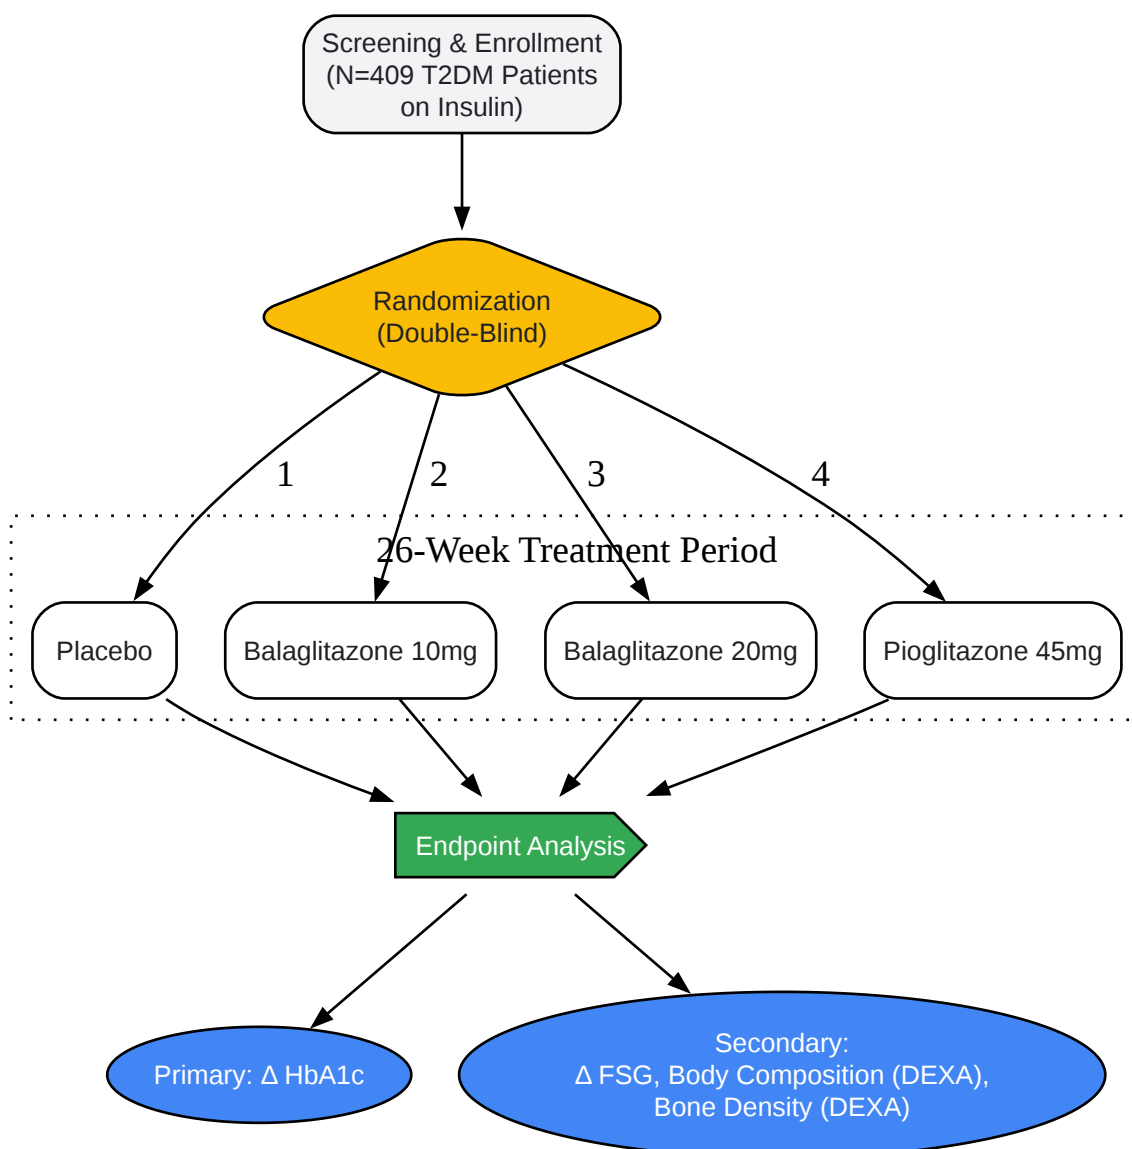 Screening & Enrollment
(N=409 T2DM Patients
on Insulin)
Randomization
(Double-Blind)
1
2
3
4
26-Week Treatment Period
Placebo
Balaglitazone 10mg
Balaglitazone 20mg
Pioglitazone 45mg
Endpoint Analysis
Primary: Δ HbA1c
Secondary:
Δ FSG, Body Composition (DEXA),
Bone Density (DEXA)